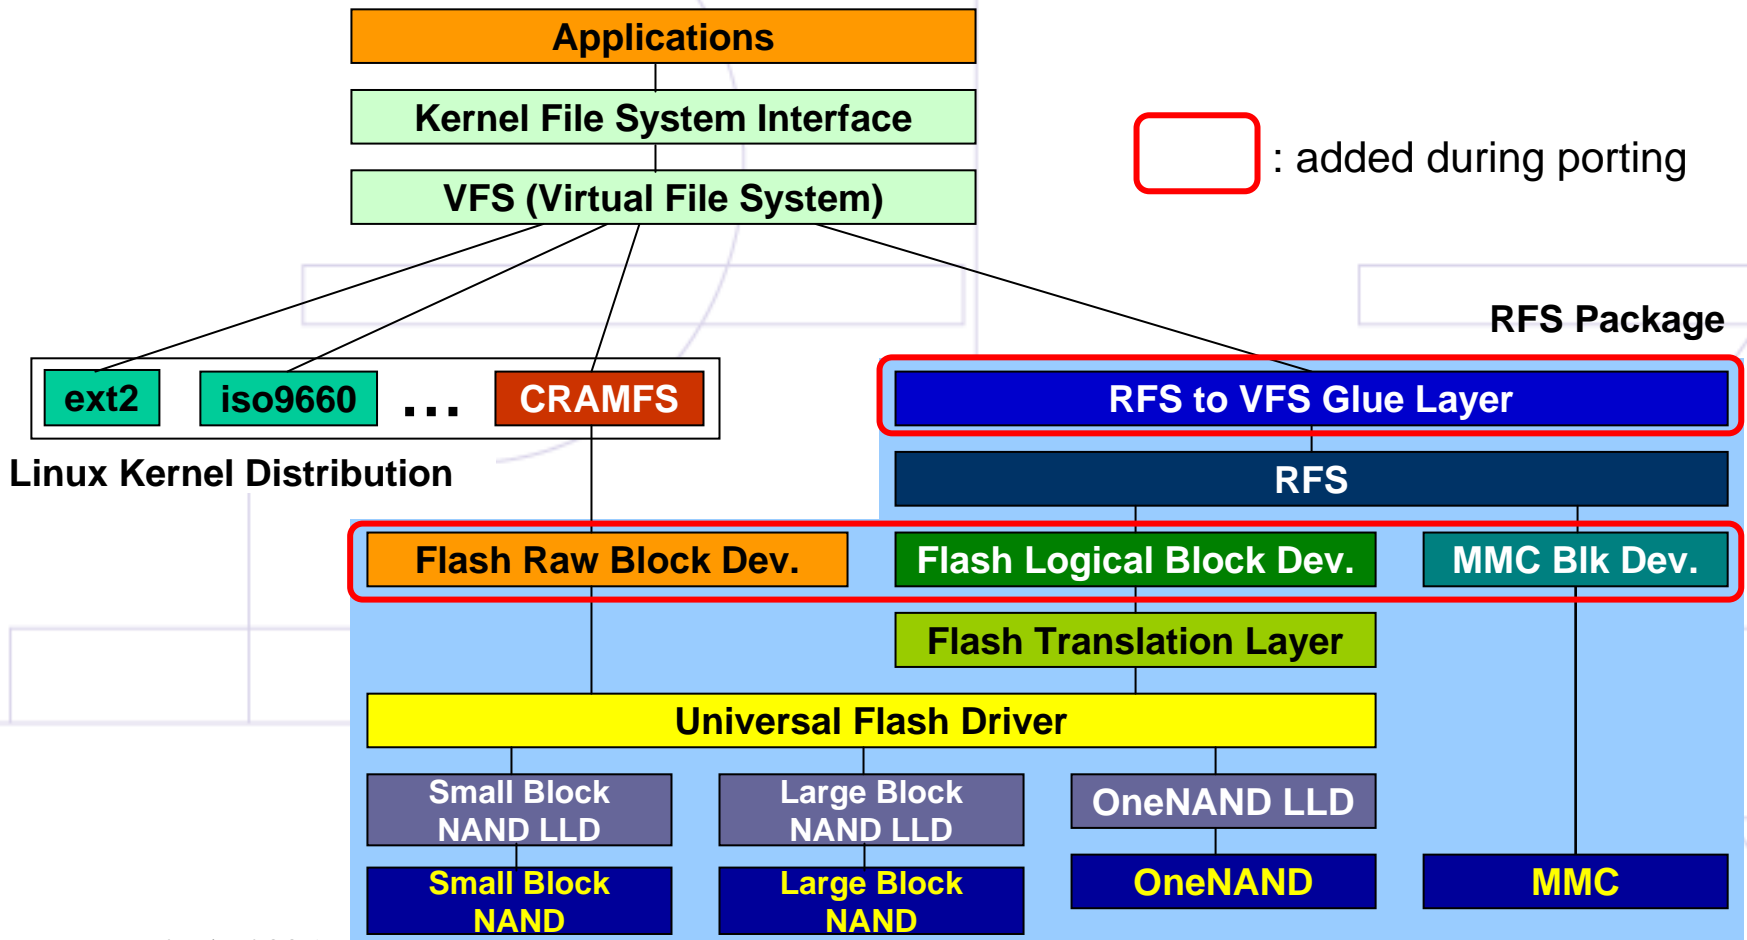 Applications
Kernel File System Interface
: added during porting
VFS (Virtual File System)
RFS Package
ext2
iso9660
...
CRAMFS
RFS to VFS Glue Layer
Linux Kernel Distribution
RFS
Flash Raw Block Dev.
Flash Logical Block Dev.
MMC Blk Dev.
Flash Translation Layer
Universal Flash Driver
Small Block
NAND LLD
Large Block
NAND LLD
OneNAND LLD
Small Block
NAND
Large Block
NAND
OneNAND
MMC